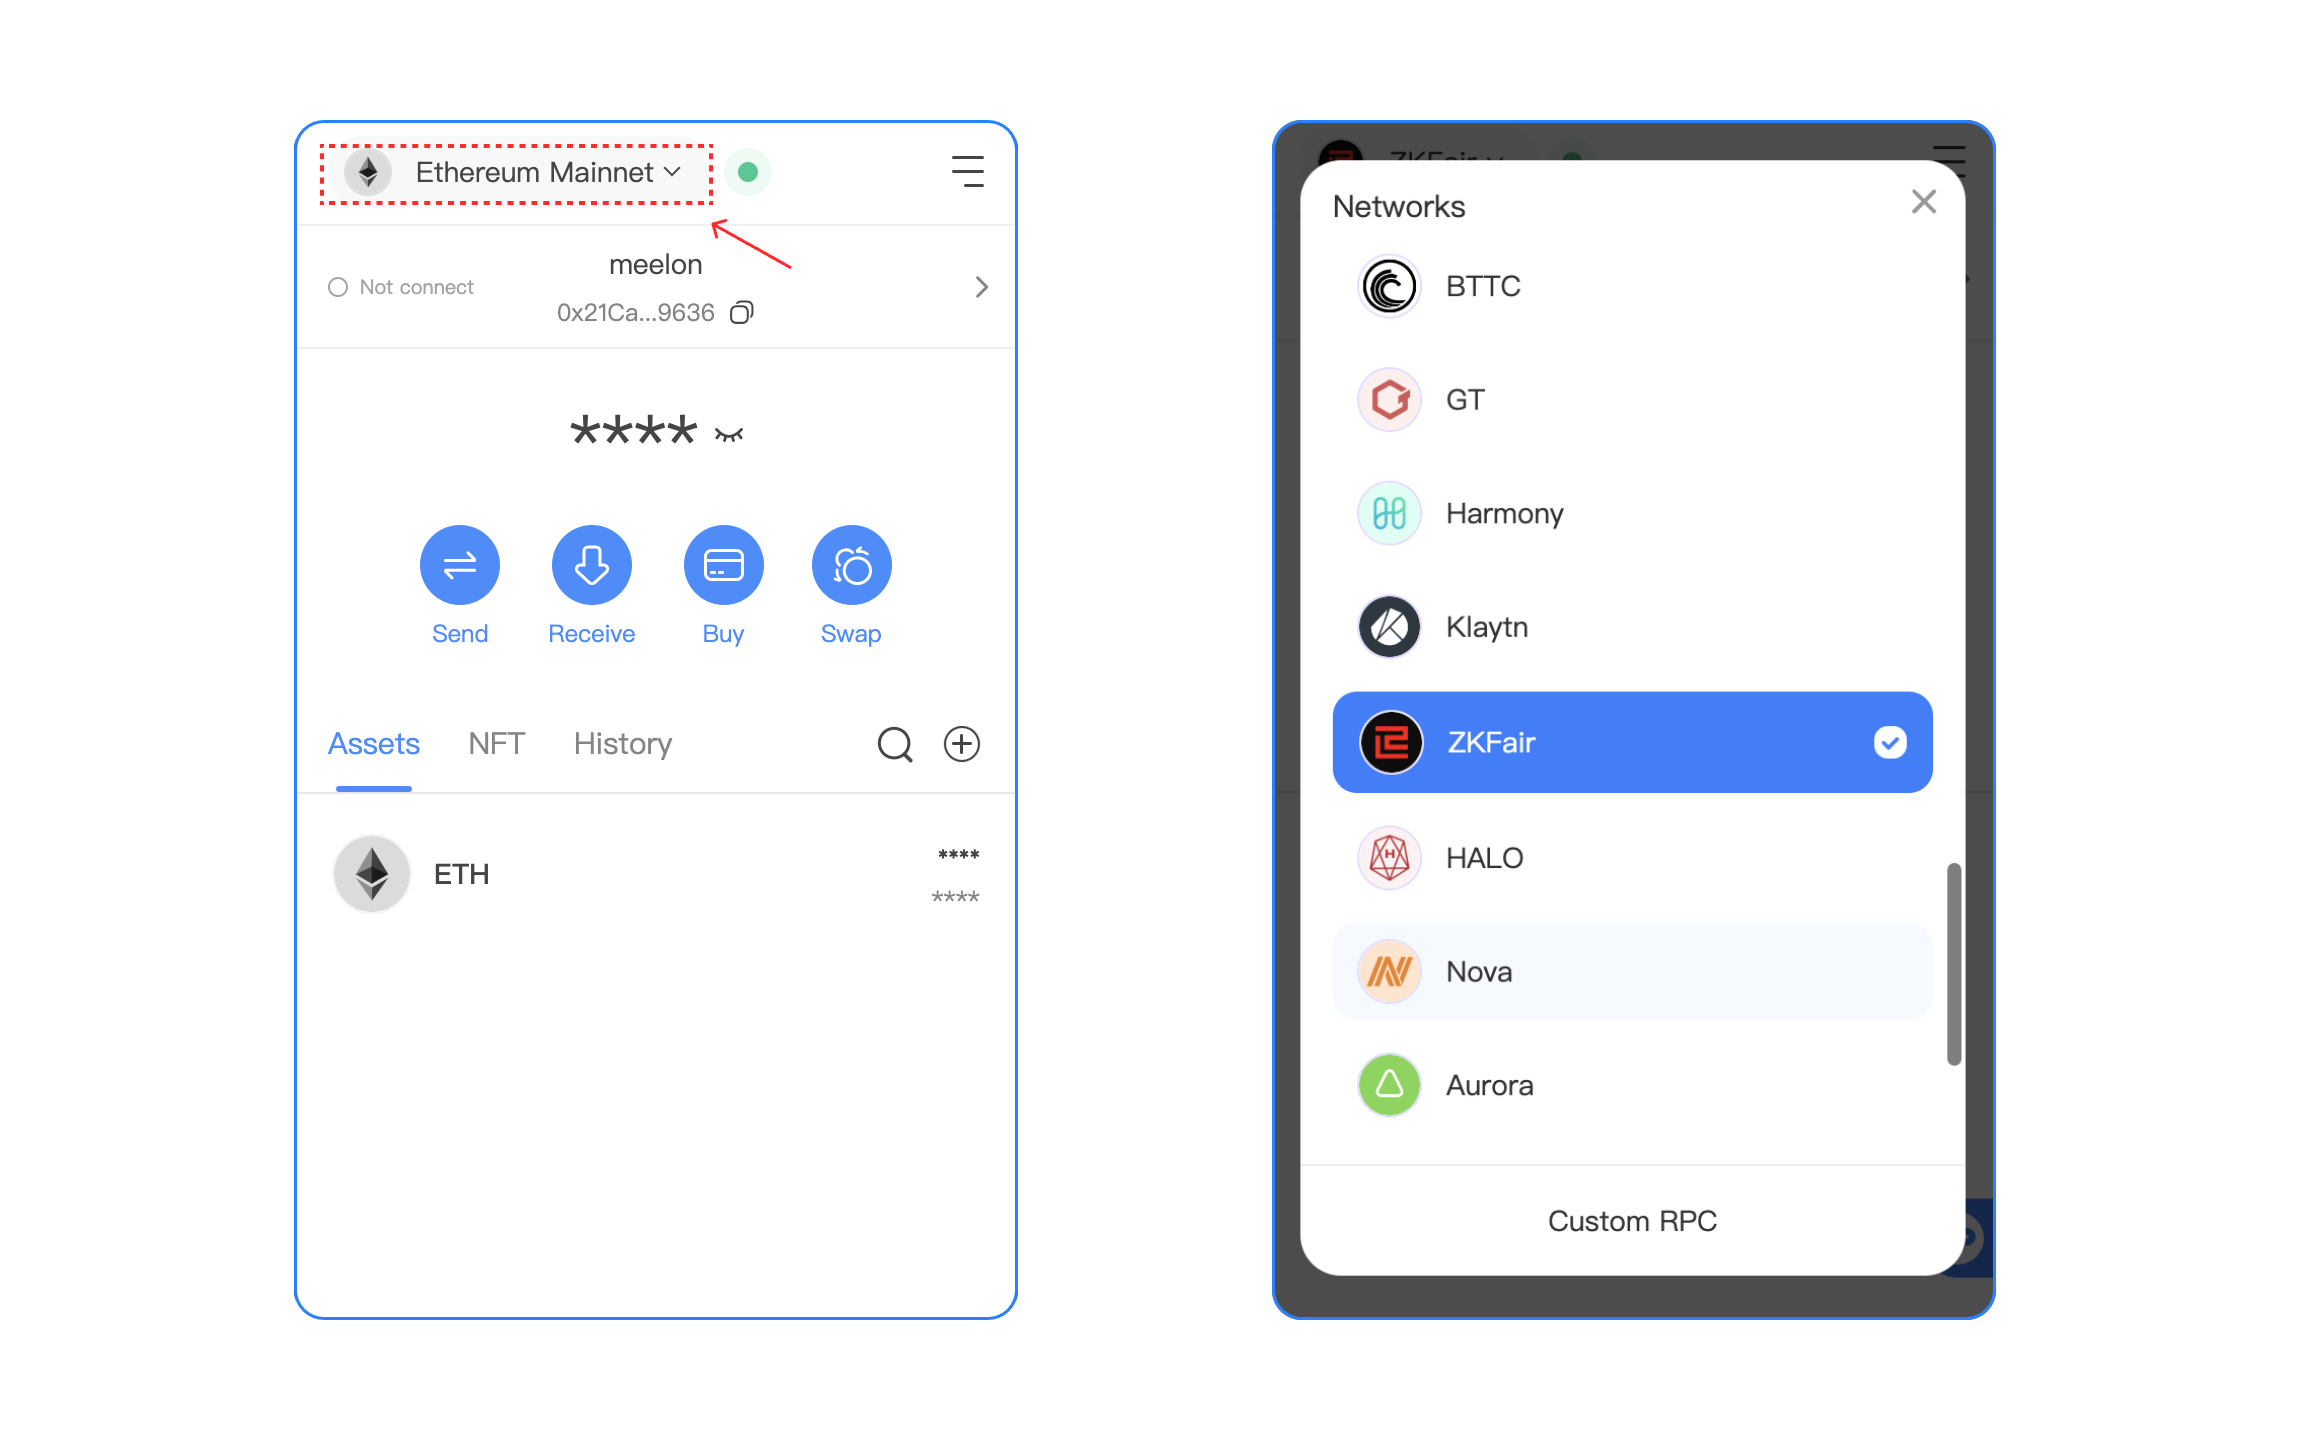 Ethereum Mainnet
Not connect
meelon
0x21Ca...9636
****
Send
Receive
Buy
Swap
Assets
NFT
History
ETH
****
****
ZKFair
Networks
BTTC
GT
Harmony
Klaytn
ZKFair
HALO
Nova
Aurora
Custom RPC